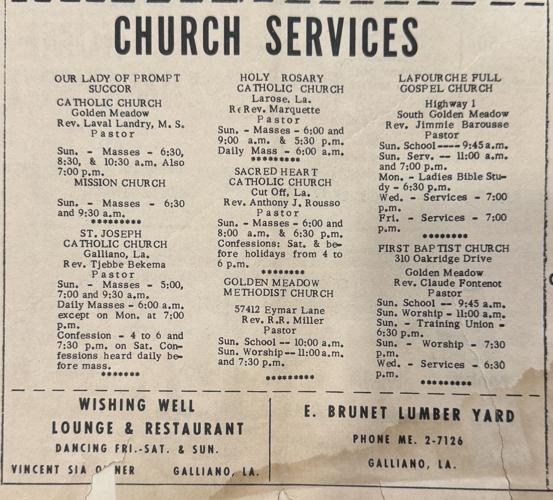 CHURCH SERVICES
OUR LADY OF PROMPT
SUCCOR
CATHOLIC CHURCH
Golden Meadow
Rev. Laval Landry, M. S.
Pastor
Sun. - Masses - 6:30,
8:30, & 10:30 a.m. Also
7:00 p.m.
MISSION CHURCH
Sun. - Masses - 6:30
and 9:30 a.m.
ST. JOSEPH
CATHOLIC CHURCH
Galliano, La.
Rev. Tjebbe Bekema
Pastor
Sun. - Masses - 5:00,
7:00 and 9:30 a.m.
Daily Masses - 6:00 a.m.
except on Mon. at 7:00
p.m.
Confession - 4 to 6 and
7:30 p.m. on Sat. Con-
fessions heard daily be-
fore mass.
HOLY ROSARY
CATHOLIC CHURCH
Larose, La.
Rev. Marquette
Pastor
Sun. - Masses - 6:00 and
9:00 a.m. & 5:30 p.m.
Daily Mass - 6:00 a.m.
SACRED HEART
CATHOLIC CHURCH
Cut Off, La.
Rev. Anthony J. Rousso
Pastor
Sun. - Masses - 6:00 and
8:00 a.m. & 6:30 p.m.
Confessions: Sat. & be-
fore holidays from 4 to
6 p.m.
GOLDEN MEADOW
METHODIST CHURCH
57412 Eymar Lane
Rev. R.R. Miller
Pastor
Sun. School -- 10:00 a.m.
Sun. Worship--11:00a.m.
and 7:30 p.m.
LAFOURCHE FULL
GOSPEL CHURCH
Highway 1
South Golden Meadow
Rev. Jimmie Barousse
Pastor
Sun. School----9:45a.m.
Sun. Serv. -- 11:00 a.m.
and 7:00 p.m.
Mon. - Ladies Bible Stu-
dy - 6:30 p.m.
Wed. - Services - 7:00
p.m.
Fri. - Services - 7:00
p.m.
FIRST BAPTIST CHURCH
310 Oakridge Drive
Golden Meadow
Rev. Claude Fontenot
Pastor
Sun. School -- 9:45 a.m.
Sun. Worship - 11:00 a.m.
Sun. - Training Union -
6:30 p.m.
Sun. - Worship - 7:30
p.m.
Wed. - Services - 6:30
p.m.
WISHING WELL
LOUNGE & RESTAURANT
DANCING FRI.-SAT. & SUN.
VINCENT SIA GALLIANO, LA.
E. BRUNET LUMBER YARD
PHONE ME. 2-7126
GALLIANO, LA.